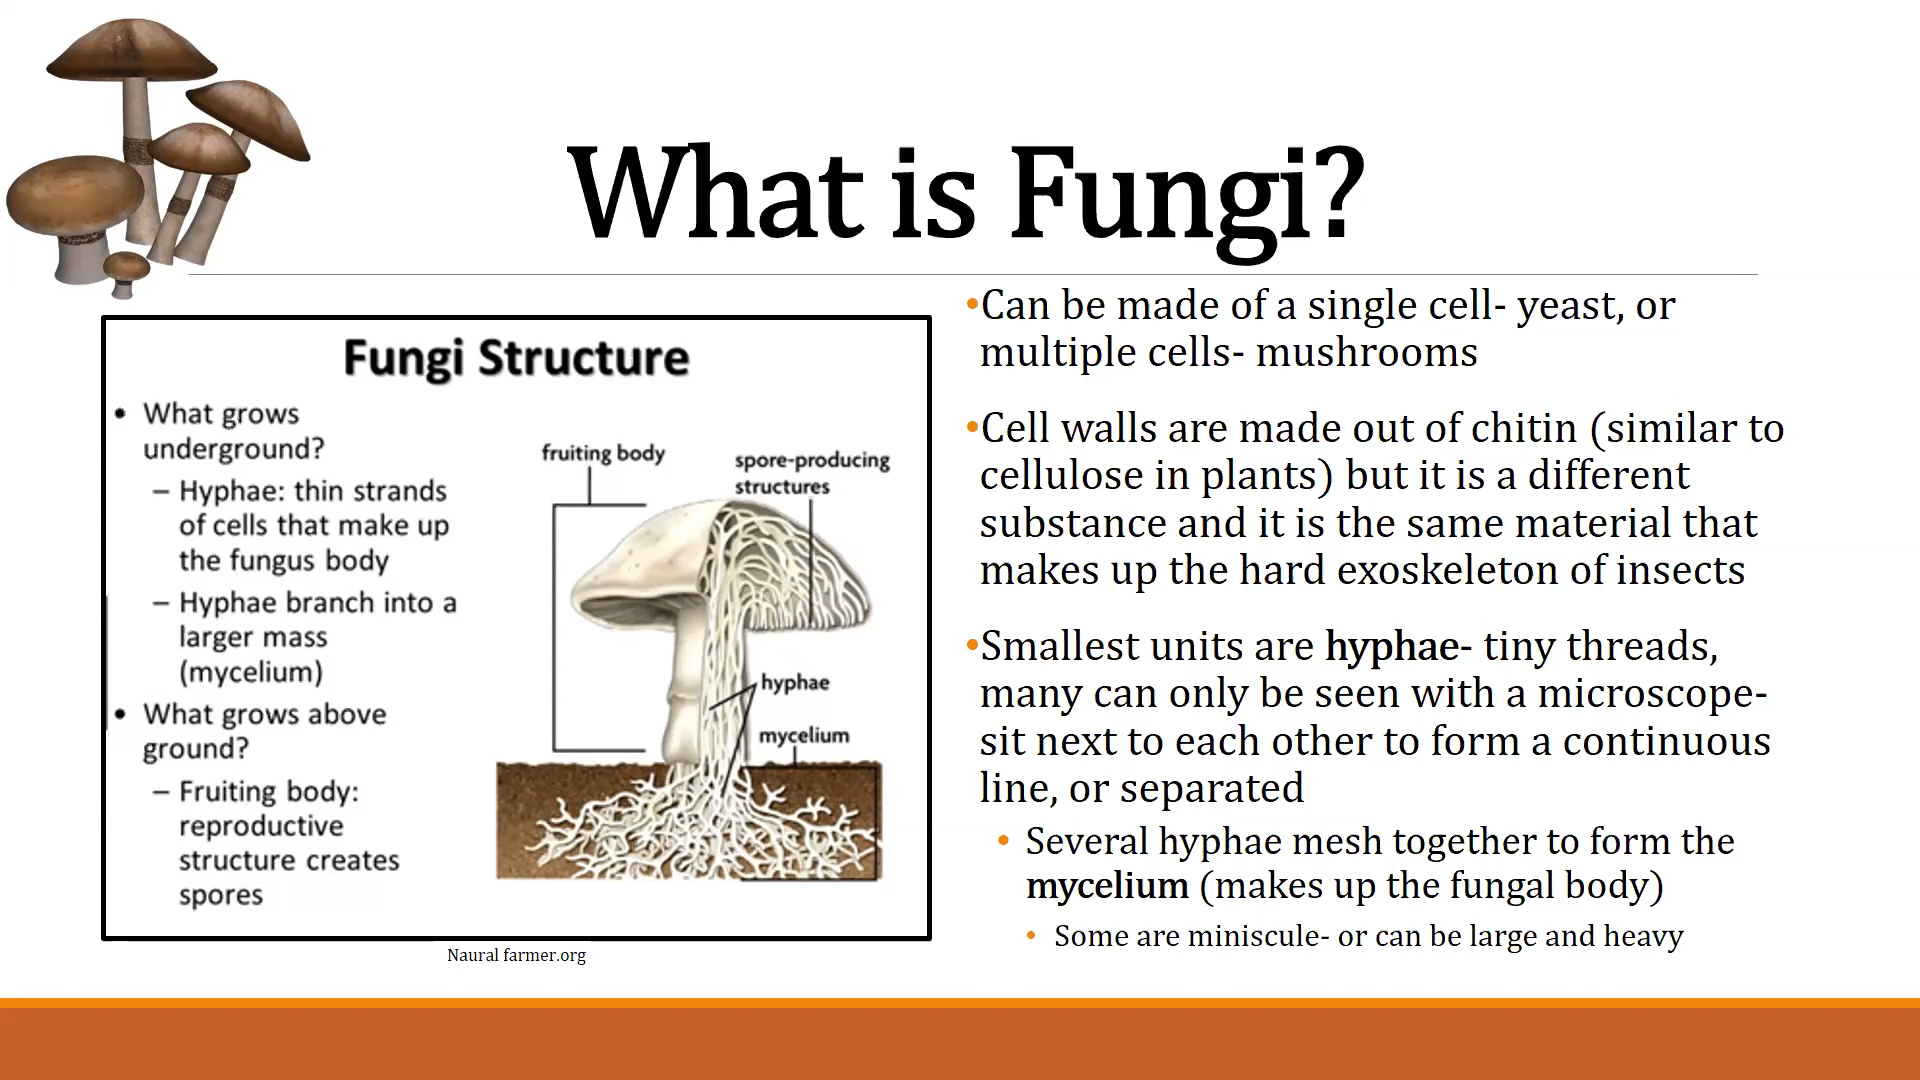 What is Fungi?
Fungi Structure
• What grows
underground?
– Hyphae: thin strands
of cells that make up
the fungus body
– Hyphae branch into a
larger mass
(mycelium)
• What grows above
ground?
– Fruiting body:
reproductive
structure creates
spores
fruiting body
spore-producing
structures
hyphae
mycelium
Naural farmer.org
•Can be made of a single cell- yeast, or
multiple cells- mushrooms
•Cell walls are made out of chitin (similar to
cellulose in plants) but it is a different
substance and it is the same material that
makes up the hard exoskeleton of insects
•Smallest units are hyphae- tiny threads,
many can only be seen with a microscope-
sit next to each other to form a continuous
line, or separated
• Several hyphae mesh together to form the
mycelium (makes up the fungal body)
• Some are miniscule- or can be large and heavy